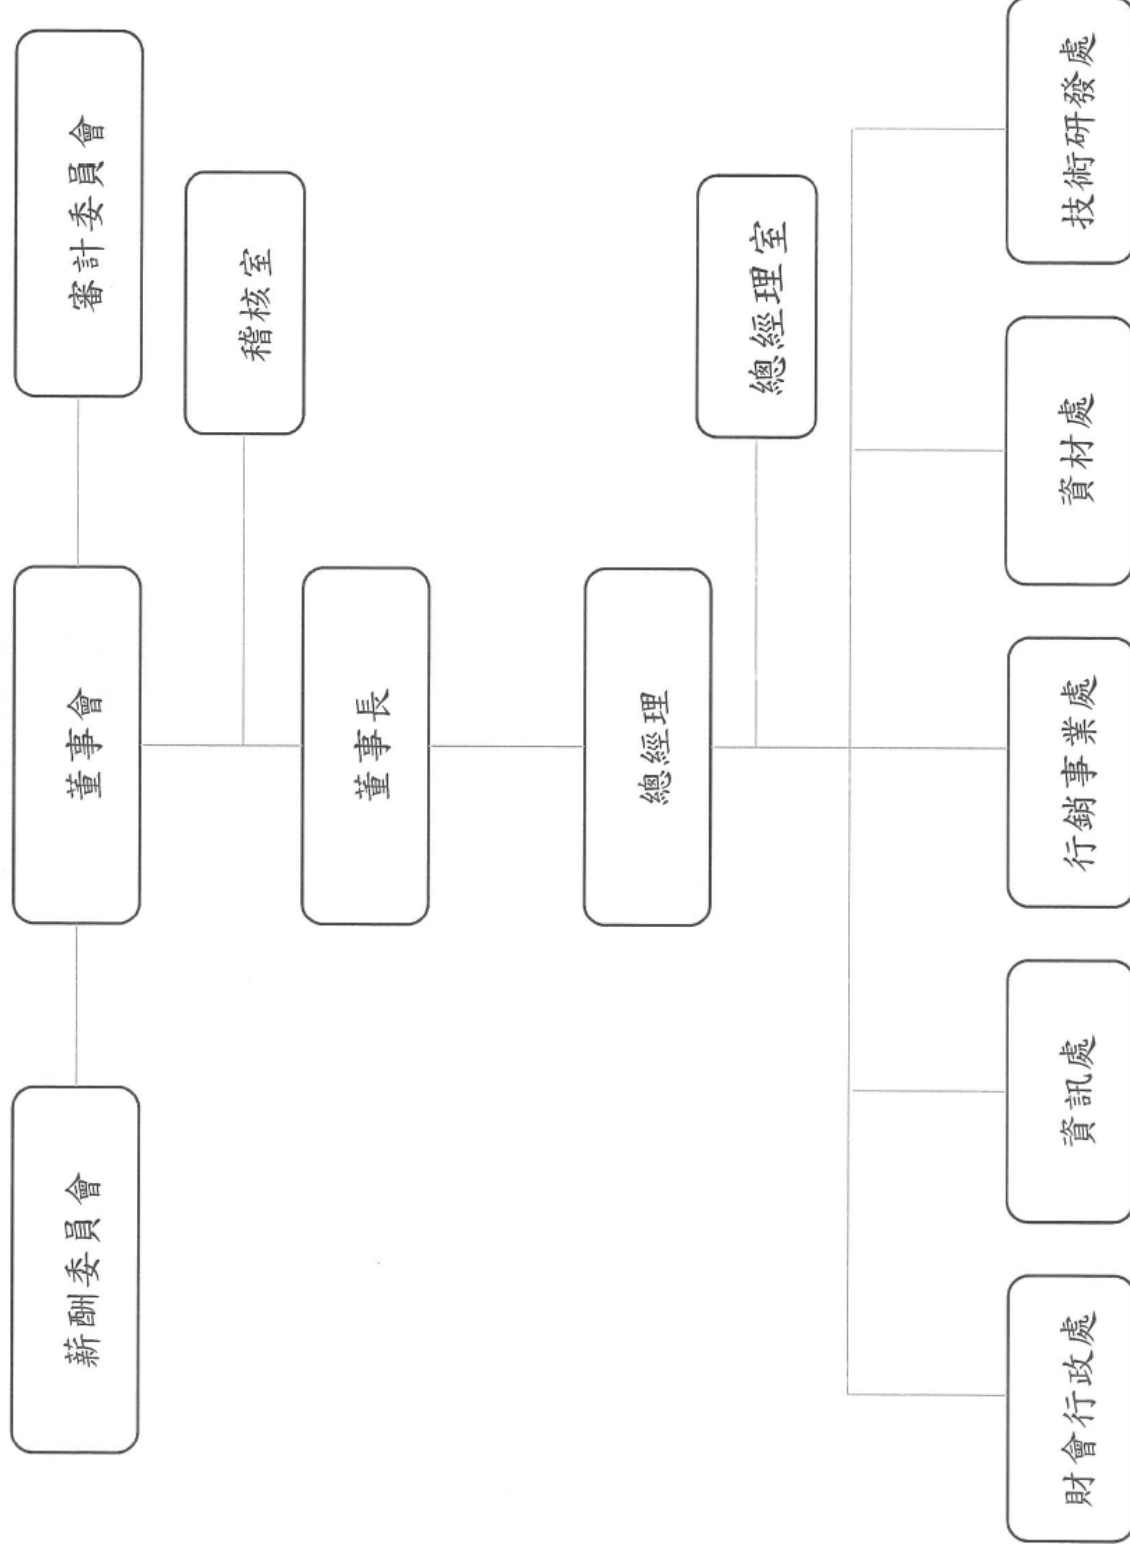 薪酬委員會
董事會
審計委員會
稽核室
董事長
總經理
總經理室
財會行政處
資訊處
行銷事業處
資材處
技術研發處